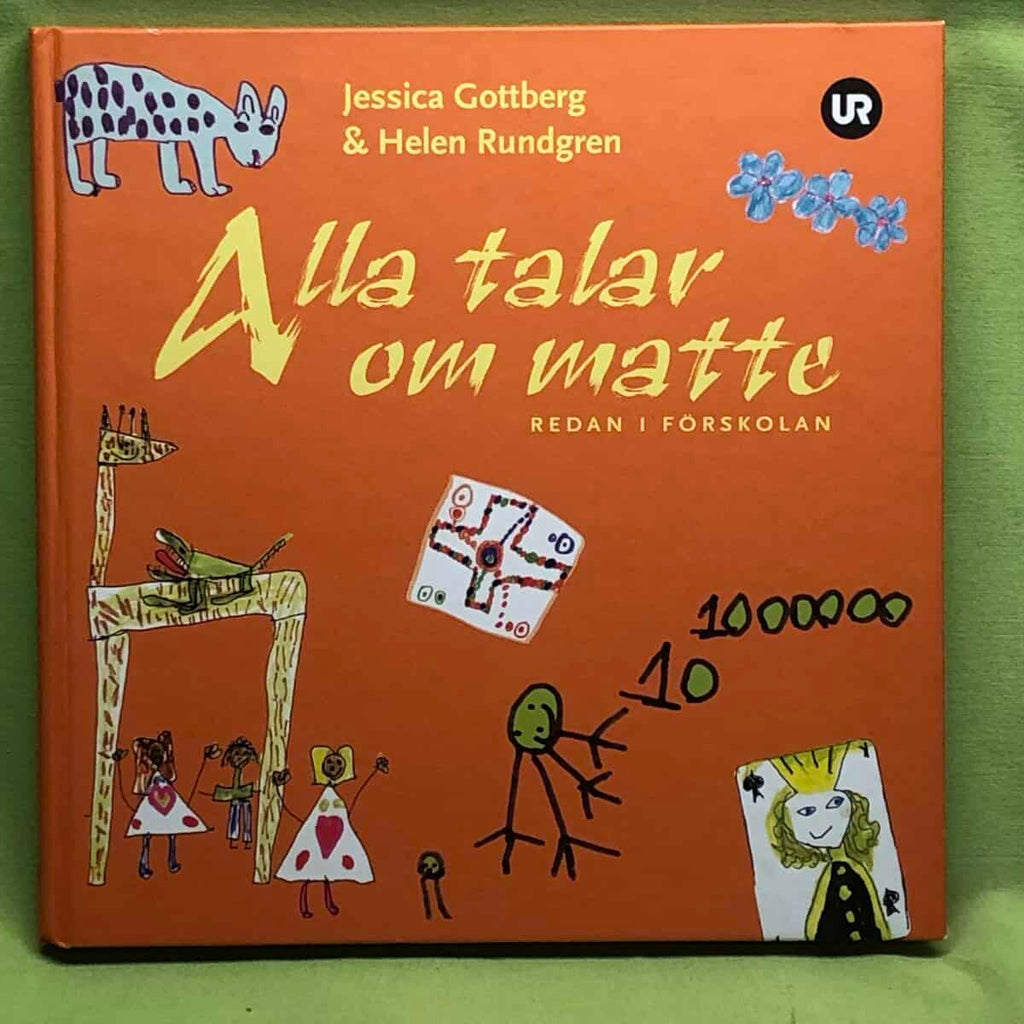 Jessica Gottberg
& Helen Rundgren
UR
Alla talar
om matte
REDAN I FÖRSKOLAN
1000000
10